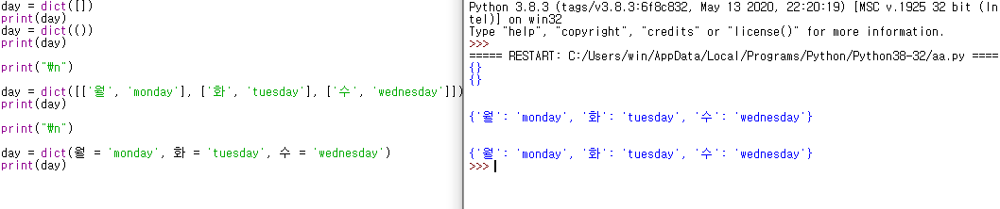 day = dict([])
print(day)
day = dict(())
print(day)
print("₩n")
day = dict([['월', 'monday'], ['화', 'tuesday'], ['수', 'wednesday']])
print(day)
print("₩n")
day = dict(월 = 'monday', 화 = 'tuesday', 수 = 'wednesday')
print(day)
Python 3.8.3 (tags/v3.8.3:6f8c832, May 13 2020, 22:20:19) [MSC v.1925 32 bit (In
tel)] on win32
Type "help", "copyright", "credits" or "license()" for more information.
>>>
===== RESTART: C:/Users/win/AppData/Local/Programs/Python/Python38-32/aa.py ====
{}
{}
{'월': 'monday', '화': 'tuesday', '수': 'wednesday'}
{'월': 'monday', '화': 'tuesday', '수': 'wednesday'}
>>>